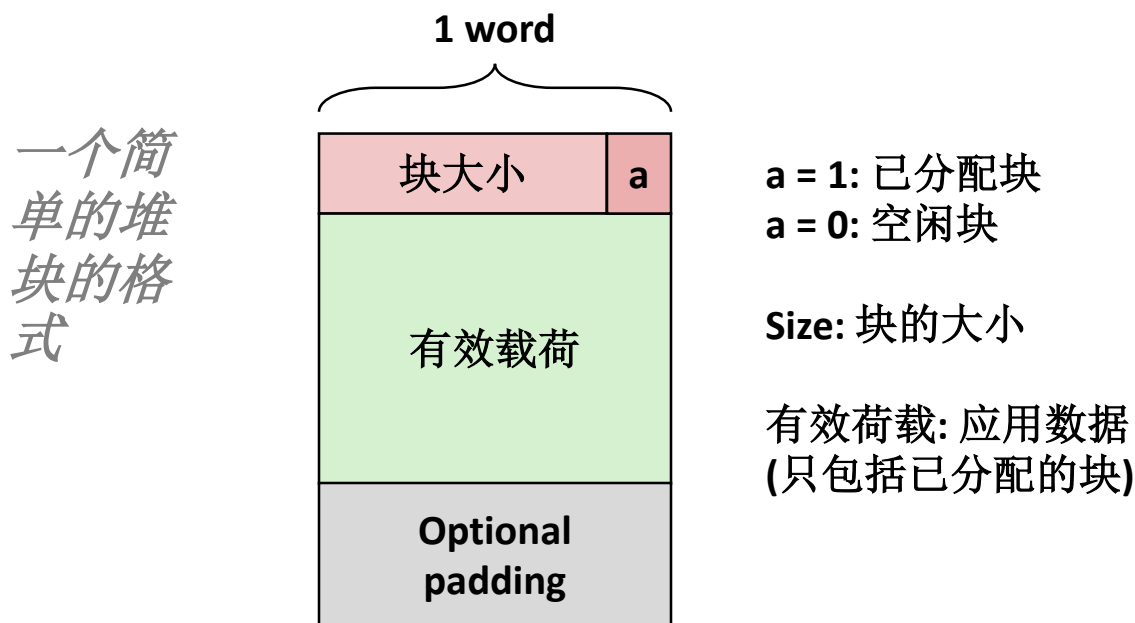 1 word
一个简
单的堆
块的格
式
块大小
a
a = 1: 已分配块
a = 0: 空闲块
有效载荷
Size: 块的大小
有效荷载: 应用数据
(只包括已分配的块)
Optional
padding